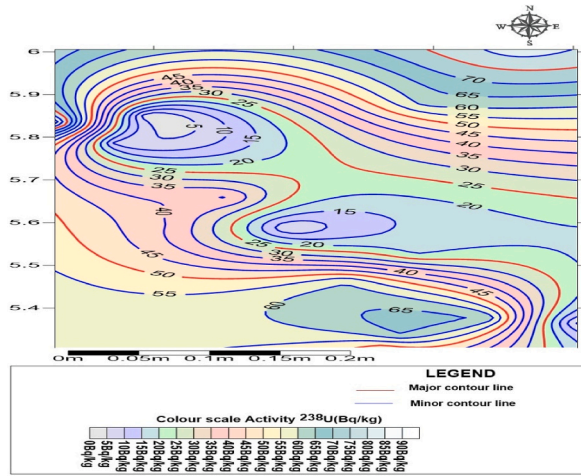 N
W E
S
6
5.9
5.8
5.7
5.6
5.5
5.4
45
40
35
30
25
70
65
60
55
50
45
40
35
30
25
20
5
10
15
20
25
30
35
40
45
50
55
15
20
25
30
35
40
45
60
65
0m 0.05m 0.1m 0.15m 0.2m
LEGEND
Major contour line
Minor contour line
Colour scale Activity ²³⁸U(Bq/kg)
0Bq/kg
5Bq/kg
10Bq/kg
15Bq/kg
20Bq/kg
25Bq/kg
30Bq/kg
35Bq/kg
40Bq/kg
45Bq/kg
50Bq/kg
55Bq/kg
60Bq/kg
65Bq/kg
70Bq/kg
75Bq/kg
80Bq/kg
85Bq/kg
90Bq/kg